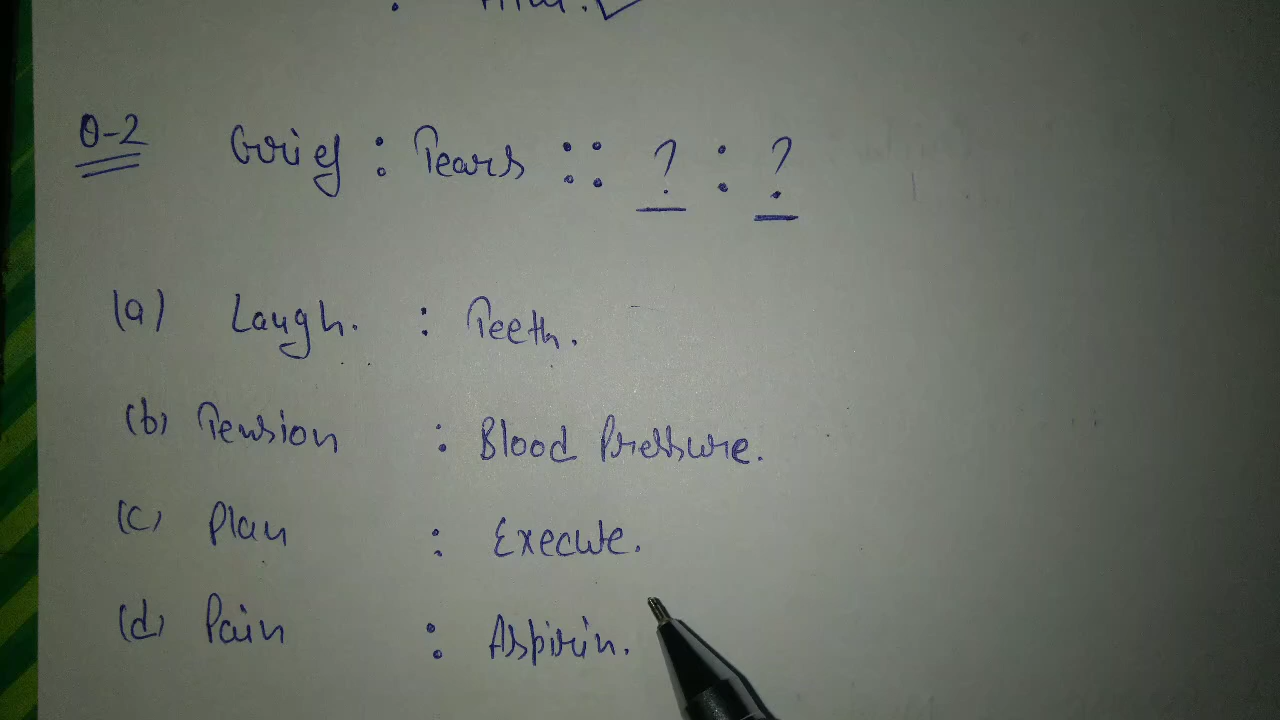 Q-2 Grief : Tears :: ? : ?
(a) Laugh. : Teeth.
(b) Tension : Blood Pressure.
(c) Plan : Execute.
(d) Pain : Aspirin.